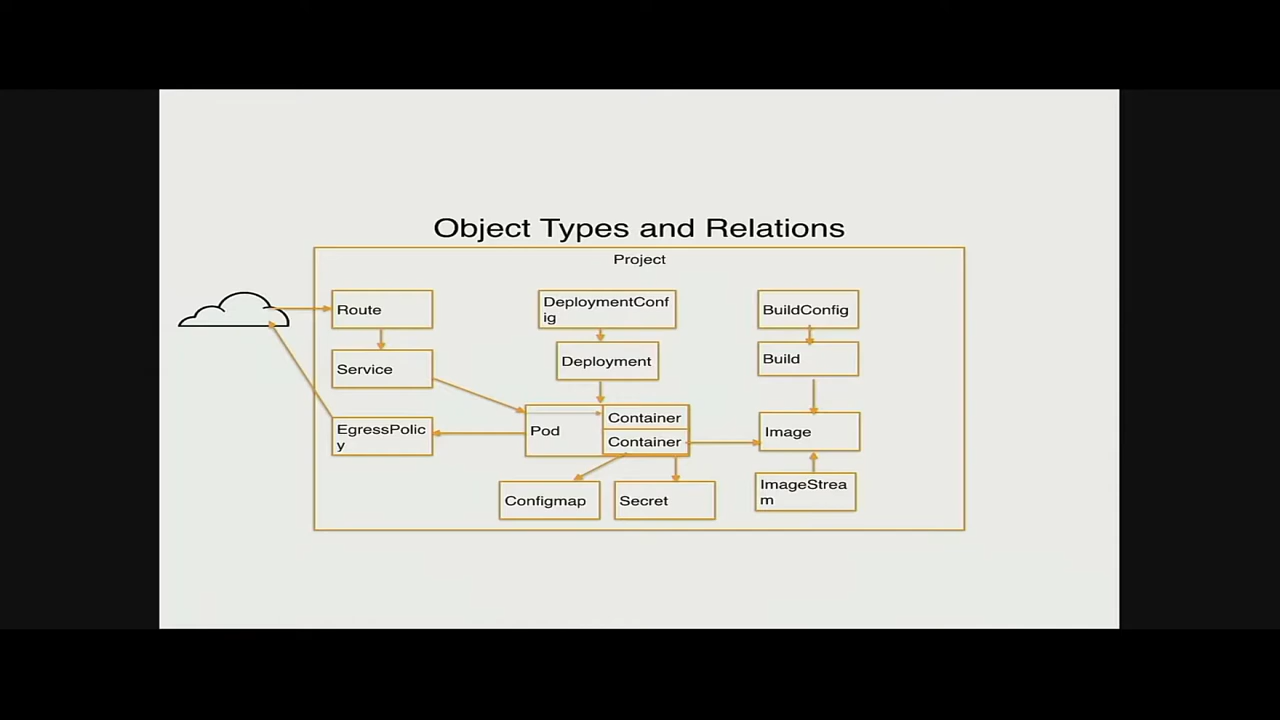 Object Types and Relations
Project
Route
Service
EgressPolic
y
DeploymentConf
ig
Deployment
Pod
Container
Container
Configmap
Secret
BuildConfig
Build
Image
ImageStrea
m